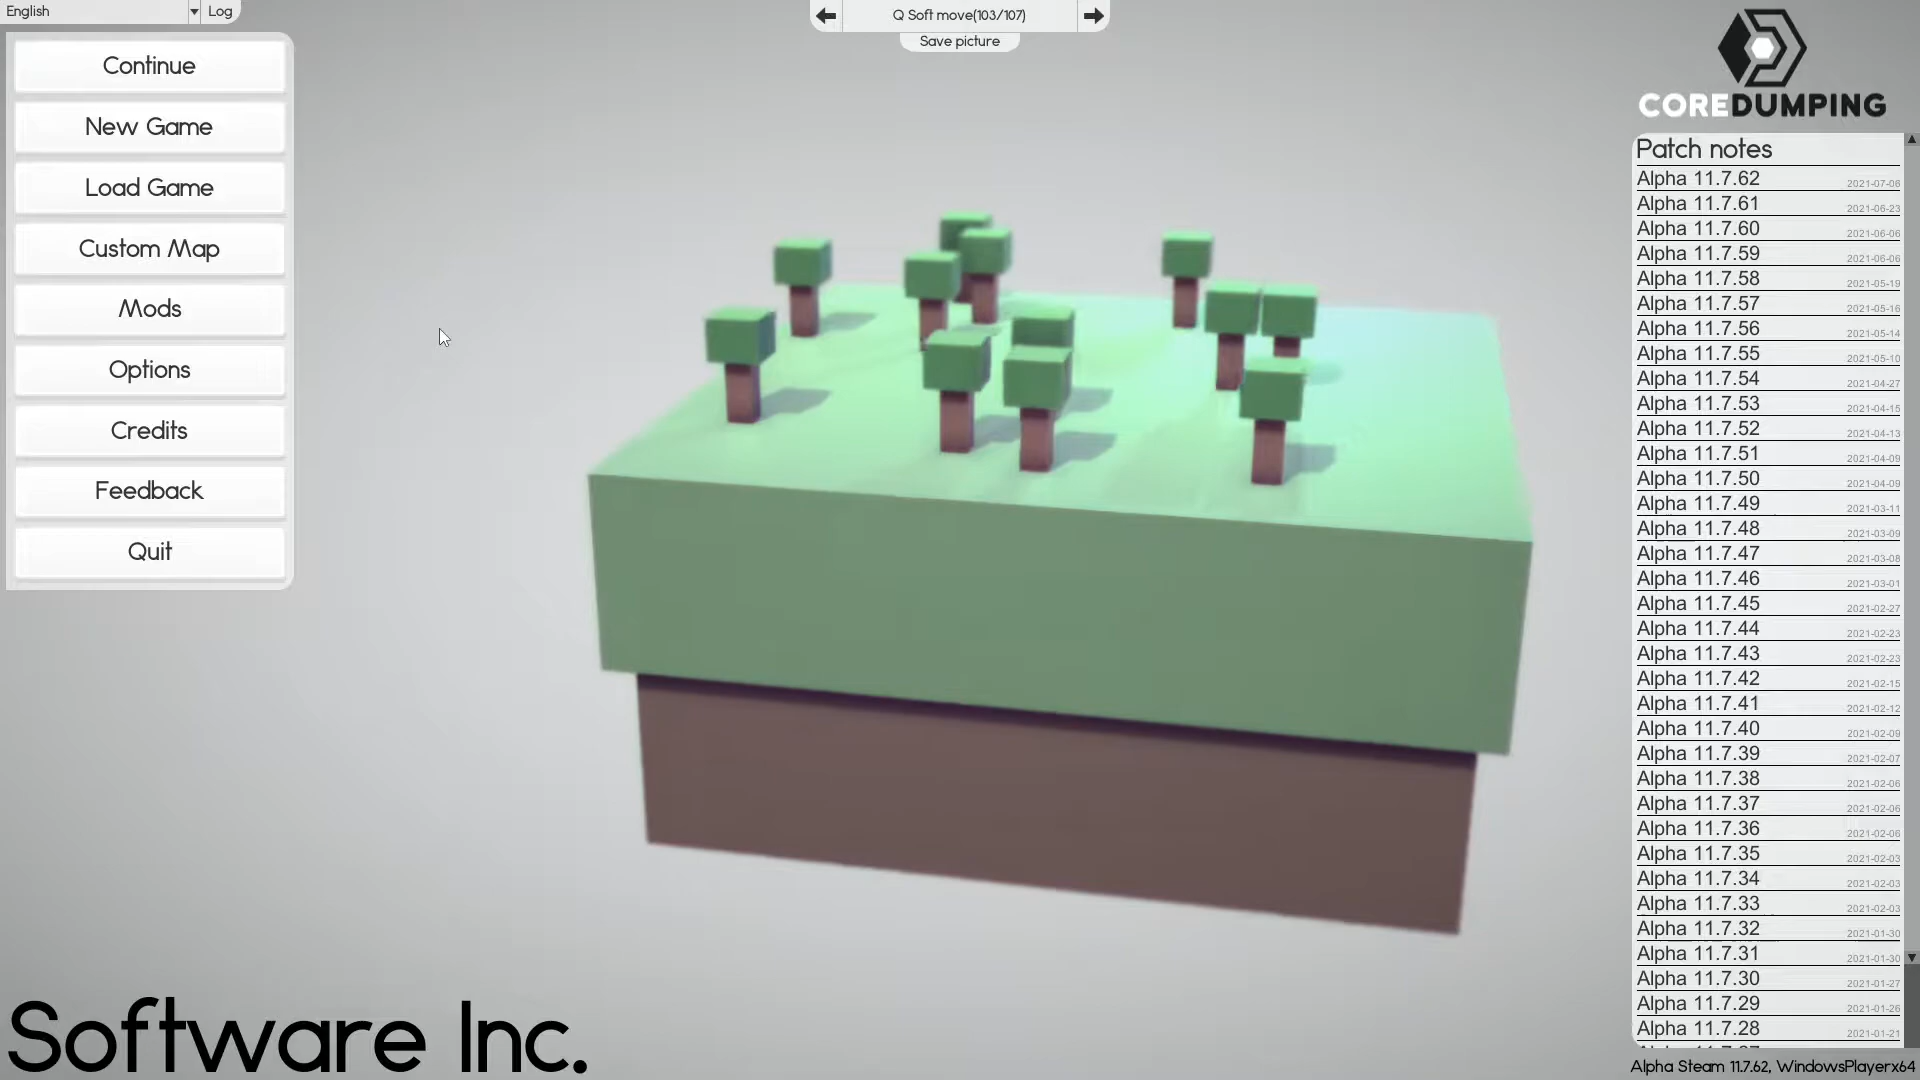 English
Log
Q Soft move(103/107)
Save picture
Continue
New Game
Load Game
Custom Map
Mods
Options
Credits
Feedback
Quit
COREDUMPING
Patch notes
Alpha 11.7.62 2021-07-06
Alpha 11.7.61 2021-06-23
Alpha 11.7.60 2021-06-06
Alpha 11.7.59 2021-06-06
Alpha 11.7.58 2021-05-19
Alpha 11.7.57 2021-05-16
Alpha 11.7.56 2021-05-14
Alpha 11.7.55 2021-05-10
Alpha 11.7.54 2021-04-27
Alpha 11.7.53 2021-04-15
Alpha 11.7.52 2021-04-13
Alpha 11.7.51 2021-04-09
Alpha 11.7.50 2021-04-09
Alpha 11.7.49 2021-03-11
Alpha 11.7.48 2021-03-09
Alpha 11.7.47 2021-03-08
Alpha 11.7.46 2021-03-01
Alpha 11.7.45 2021-02-27
Alpha 11.7.44 2021-02-23
Alpha 11.7.43 2021-02-23
Alpha 11.7.42 2021-02-15
Alpha 11.7.41 2021-02-12
Alpha 11.7.40 2021-02-09
Alpha 11.7.39 2021-02-07
Alpha 11.7.38 2021-02-06
Alpha 11.7.37 2021-02-06
Alpha 11.7.36 2021-02-06
Alpha 11.7.35 2021-02-03
Alpha 11.7.34 2021-02-03
Alpha 11.7.33 2021-02-03
Alpha 11.7.32 2021-01-30
Alpha 11.7.31 2021-01-30
Alpha 11.7.30 2021-01-27
Alpha 11.7.29 2021-01-26
Alpha 11.7.28 2021-01-21
Software Inc.
Alpha Steam 11.7.62, WindowsPlayerx64